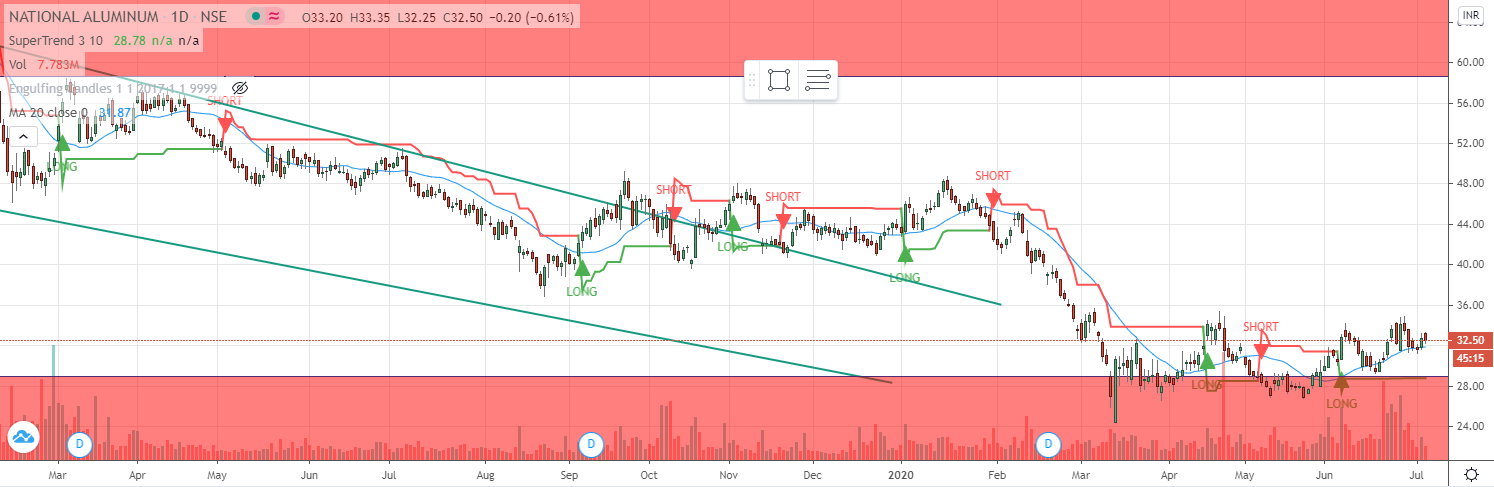 NATIONAL ALUMINUM · 1D · NSE O33.20 H33.35 L32.25 C32.50 −0.20 (−0.61%)
INR
SuperTrend 3 10 28.78 n/a n/a
Vol 7.783M
60.00
Engulfing Candles 1 1 2017 1 1 9999
SHORT
56.00
MA 20 close 0 31.87
52.00
LONG
SHORT
SHORT
SHORT
48.00
44.00
LONG
40.00
LONG
LONG
36.00
SHORT
32.50
45:15
LONG
28.00
LONG
24.00
D
D
D
Mar Apr May Jun Jul Aug Sep Oct Nov Dec 2020 Feb Mar Apr May Jun Jul